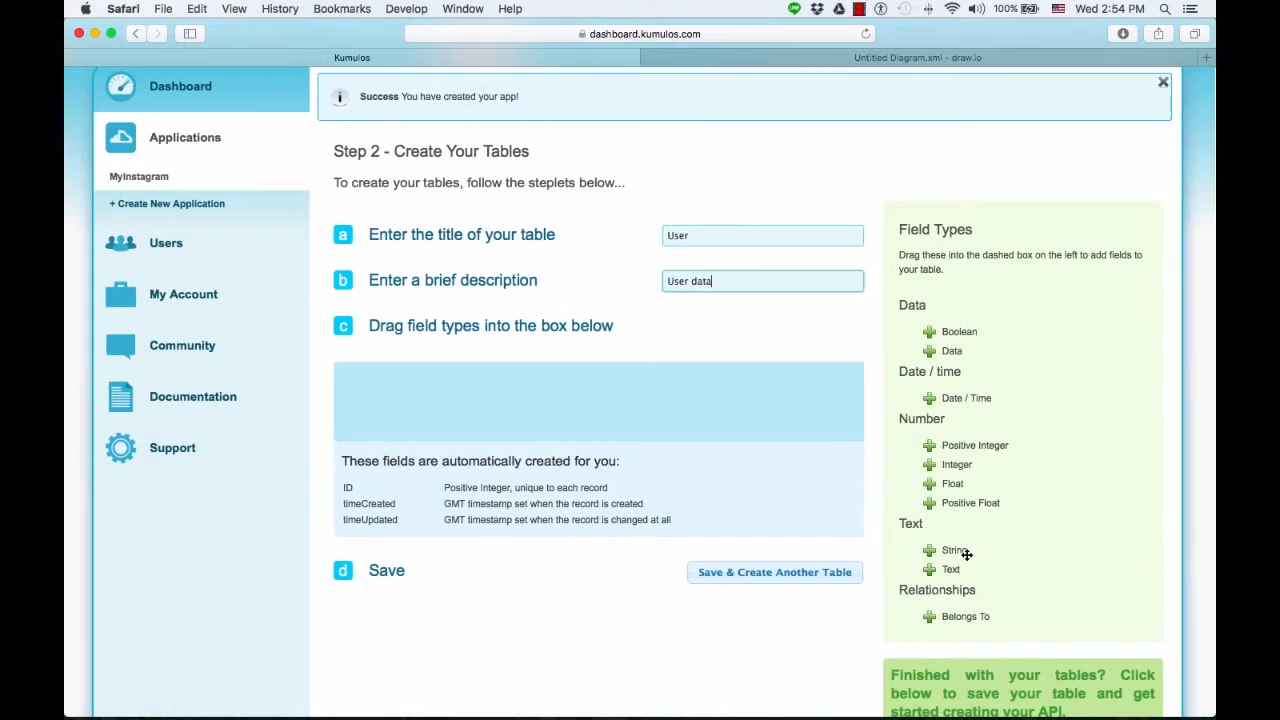 Safari File Edit View History Bookmarks Develop Window Help 100% Wed 2:54 PM
dashboard.kumulos.com
Kumulos Untitled Diagram.xml - draw.io
Dashboard
Applications
MyInstagram
+ Create New Application
Users
My Account
Community
Documentation
Support
i Success You have created your app!
Step 2 - Create Your Tables
To create your tables, follow the steplets below...
a Enter the title of your table User
b Enter a brief description User data
c Drag field types into the box below
These fields are automatically created for you:
ID Positive Integer, unique to each record
timeCreated GMT timestamp set when the record is created
timeUpdated GMT timestamp set when the record is changed at all
d Save Save & Create Another Table
Field Types
Drag these into the dashed box on the left to add fields to
your table.
Data
Boolean
Data
Date / time
Date / Time
Number
Positive Integer
Integer
Float
Positive Float
Text
String
Text
Relationships
Belongs To
Finished with your tables? Click
below to save your table and get
started creating your API.